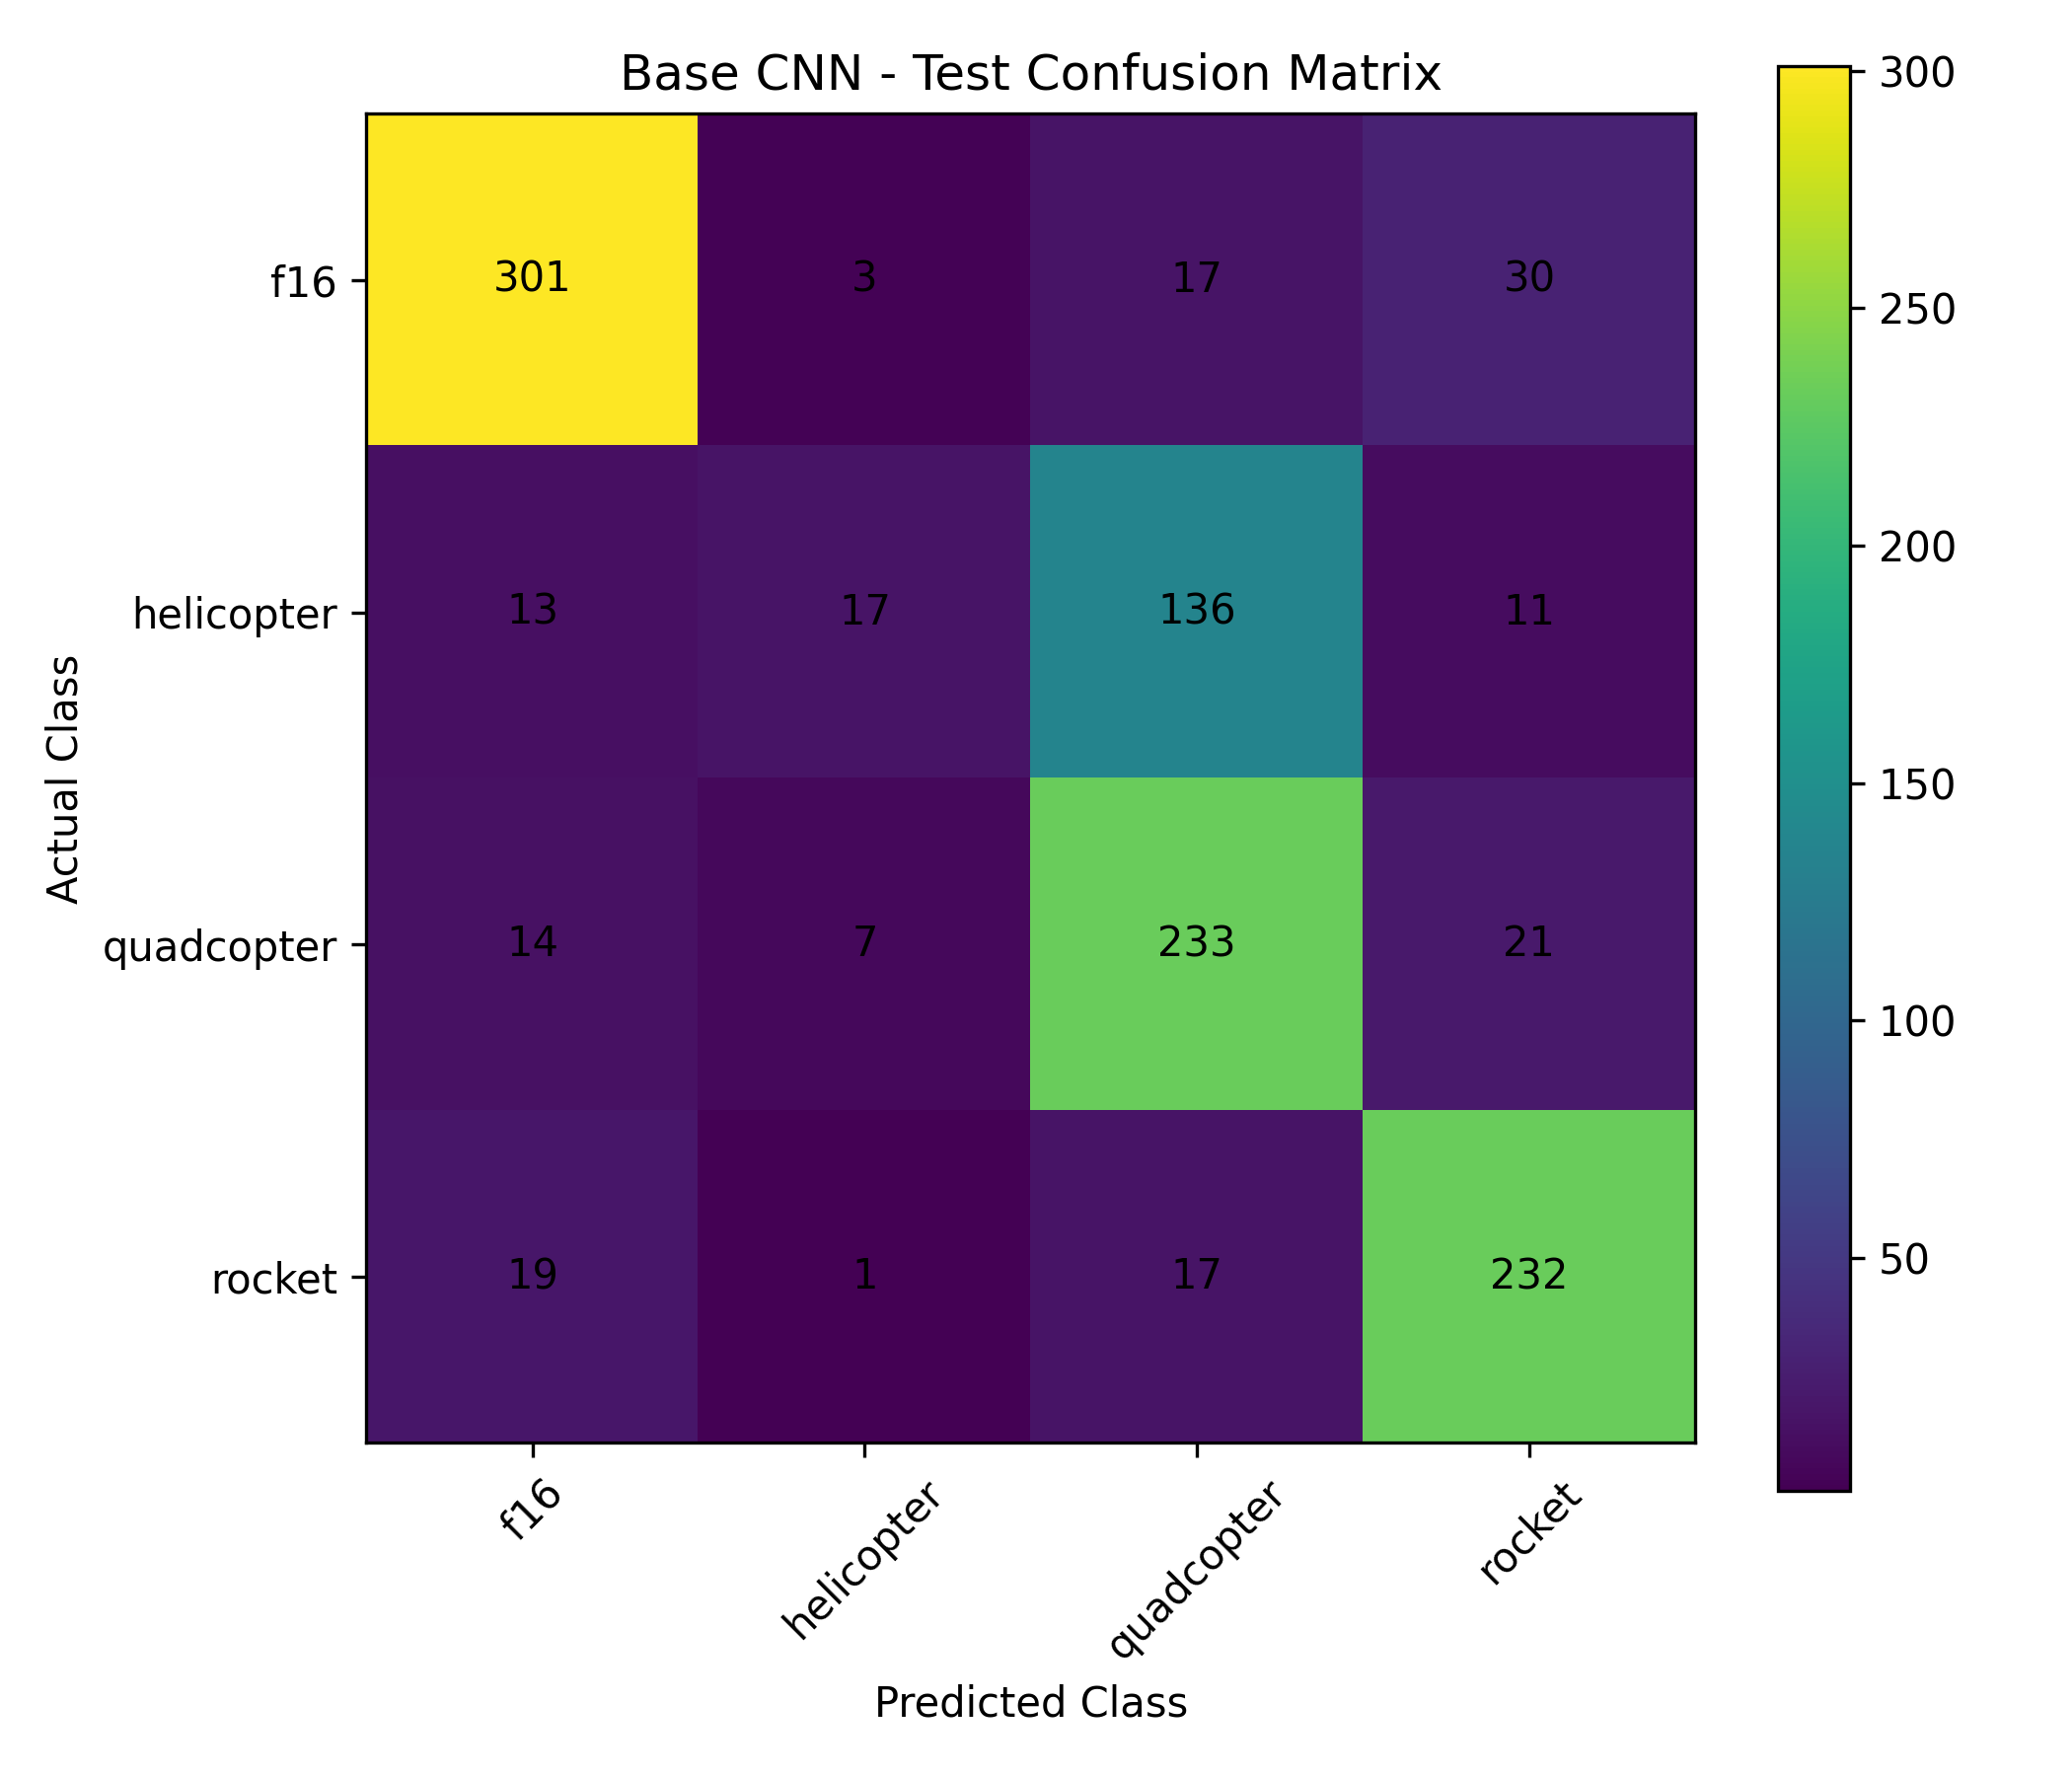 Base CNN - Test Confusion Matrix
300
250
200
150
100
50
Actual Class
f16
301 3 17 30
helicopter
13 17 136 11
quadcopter
14 7 233 21
rocket
19 1 17 232
f16
helicopter
quadcopter
rocket
Predicted Class